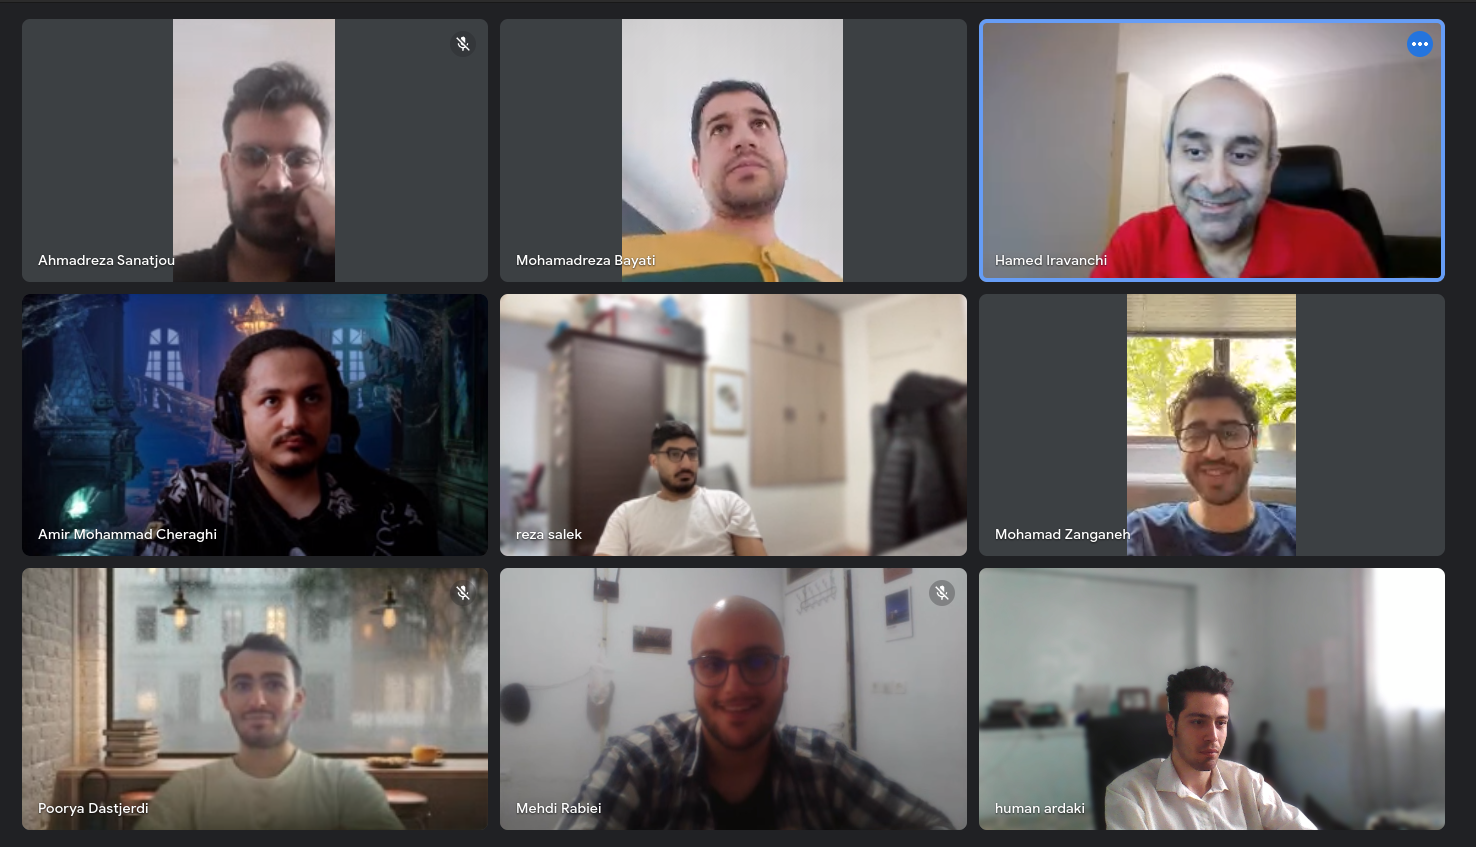 Ahmadreza Sanatjou
Mohamadreza Bayati
Hamed Iravanchi
Amir Mohammad Cheraghi
reza salek
Mohamad Zanganeh
Poorya Dastjerdi
Mehdi Rabiei
human ardaki